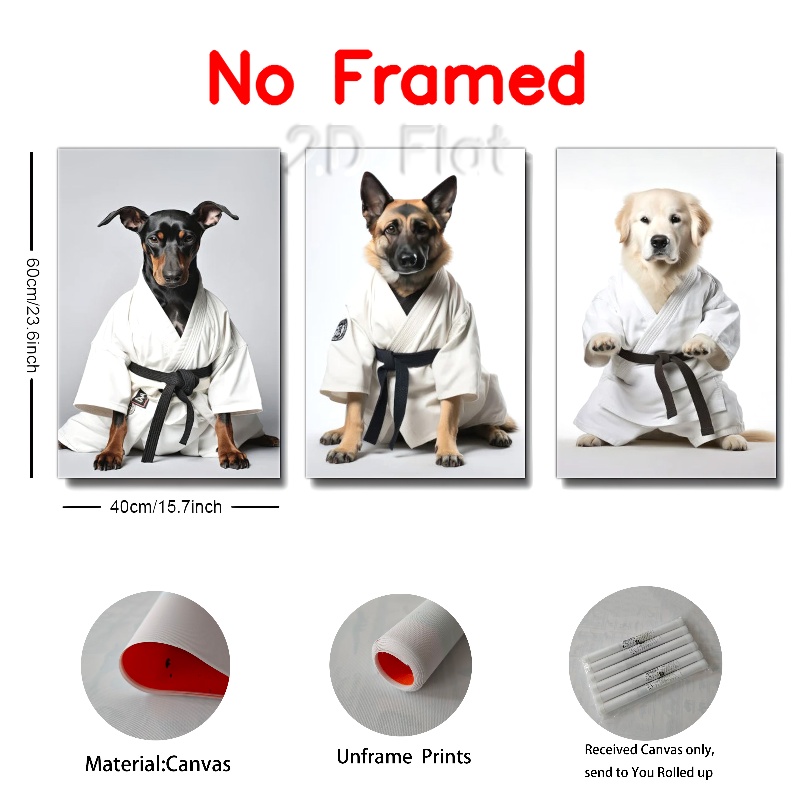 No Framed
2D Flat
60cm/23.6inch
40cm/15.7inch
Material:Canvas
Unframe Prints
Received Canvas only,
send to You Rolled up